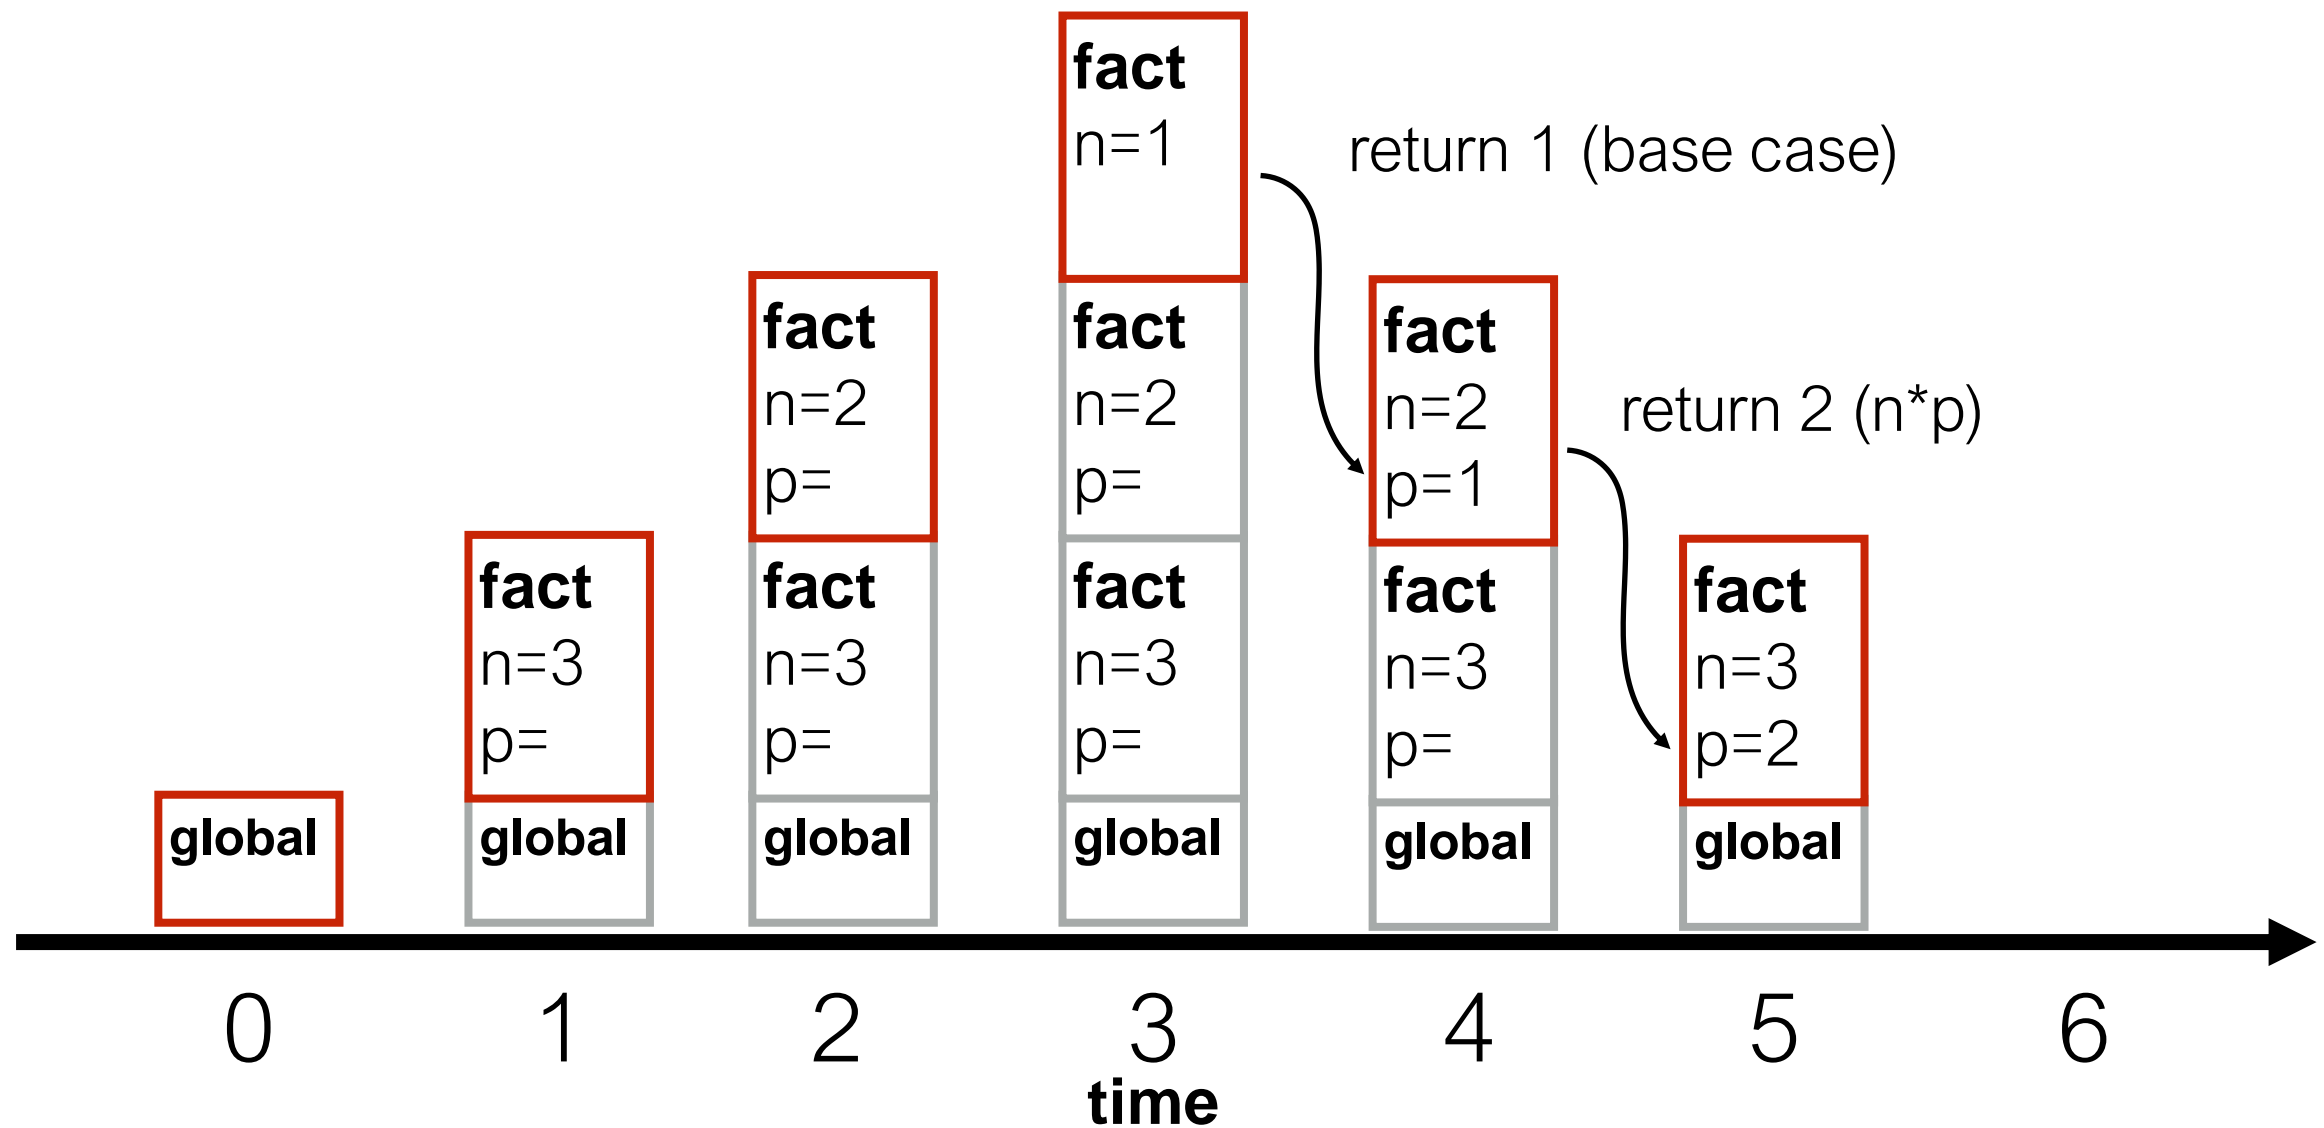 global
fact
n=3
p=
global
fact
n=2
p=
fact
n=3
p=
global
fact
n=1
fact
n=2
p=
fact
n=3
p=
global
return 1 (base case)
fact
n=2
p=1
fact
n=3
p=
global
return 2 (n*p)
fact
n=3
p=2
global
0 1 2 3 4 5 6
time